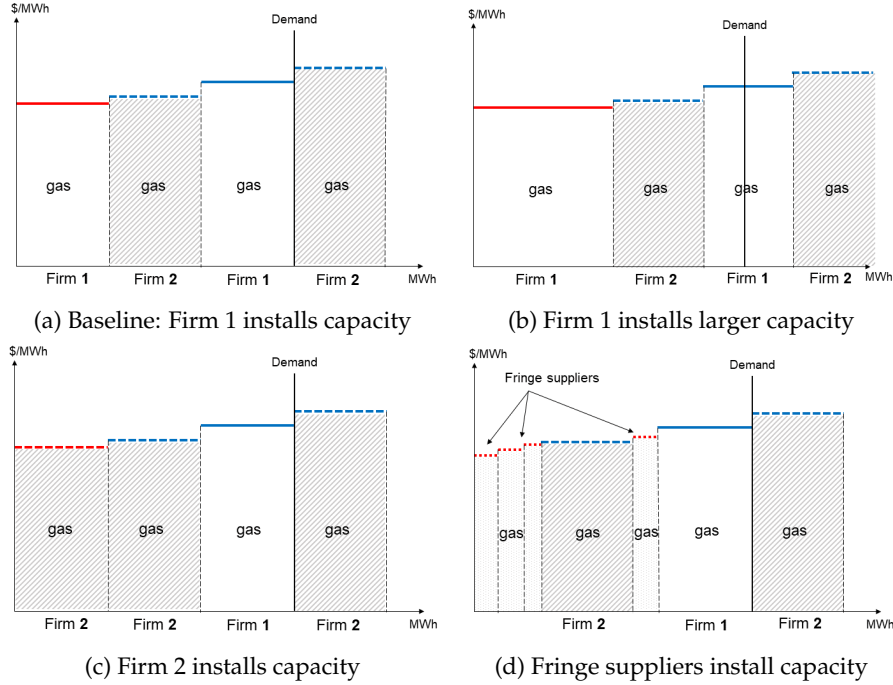 $/MWh
Demand
gas
gas
gas
gas
Firm 1
Firm 2
Firm 1
Firm 2
MWh
(a) Baseline: Firm 1 installs capacity
$/MWh
Demand
gas
gas
gas
gas
Firm 1
Firm 2
Firm 1
Firm 2
MWh
(b) Firm 1 installs larger capacity
$/MWh
Demand
gas
gas
gas
gas
Firm 2
Firm 2
Firm 1
Firm 2
MWh
(c) Firm 2 installs capacity
$/MWh
Demand
Fringe suppliers
gas
gas
gas
gas
gas
Firm 2
Firm 1
Firm 2
MWh
(d) Fringe suppliers install capacity